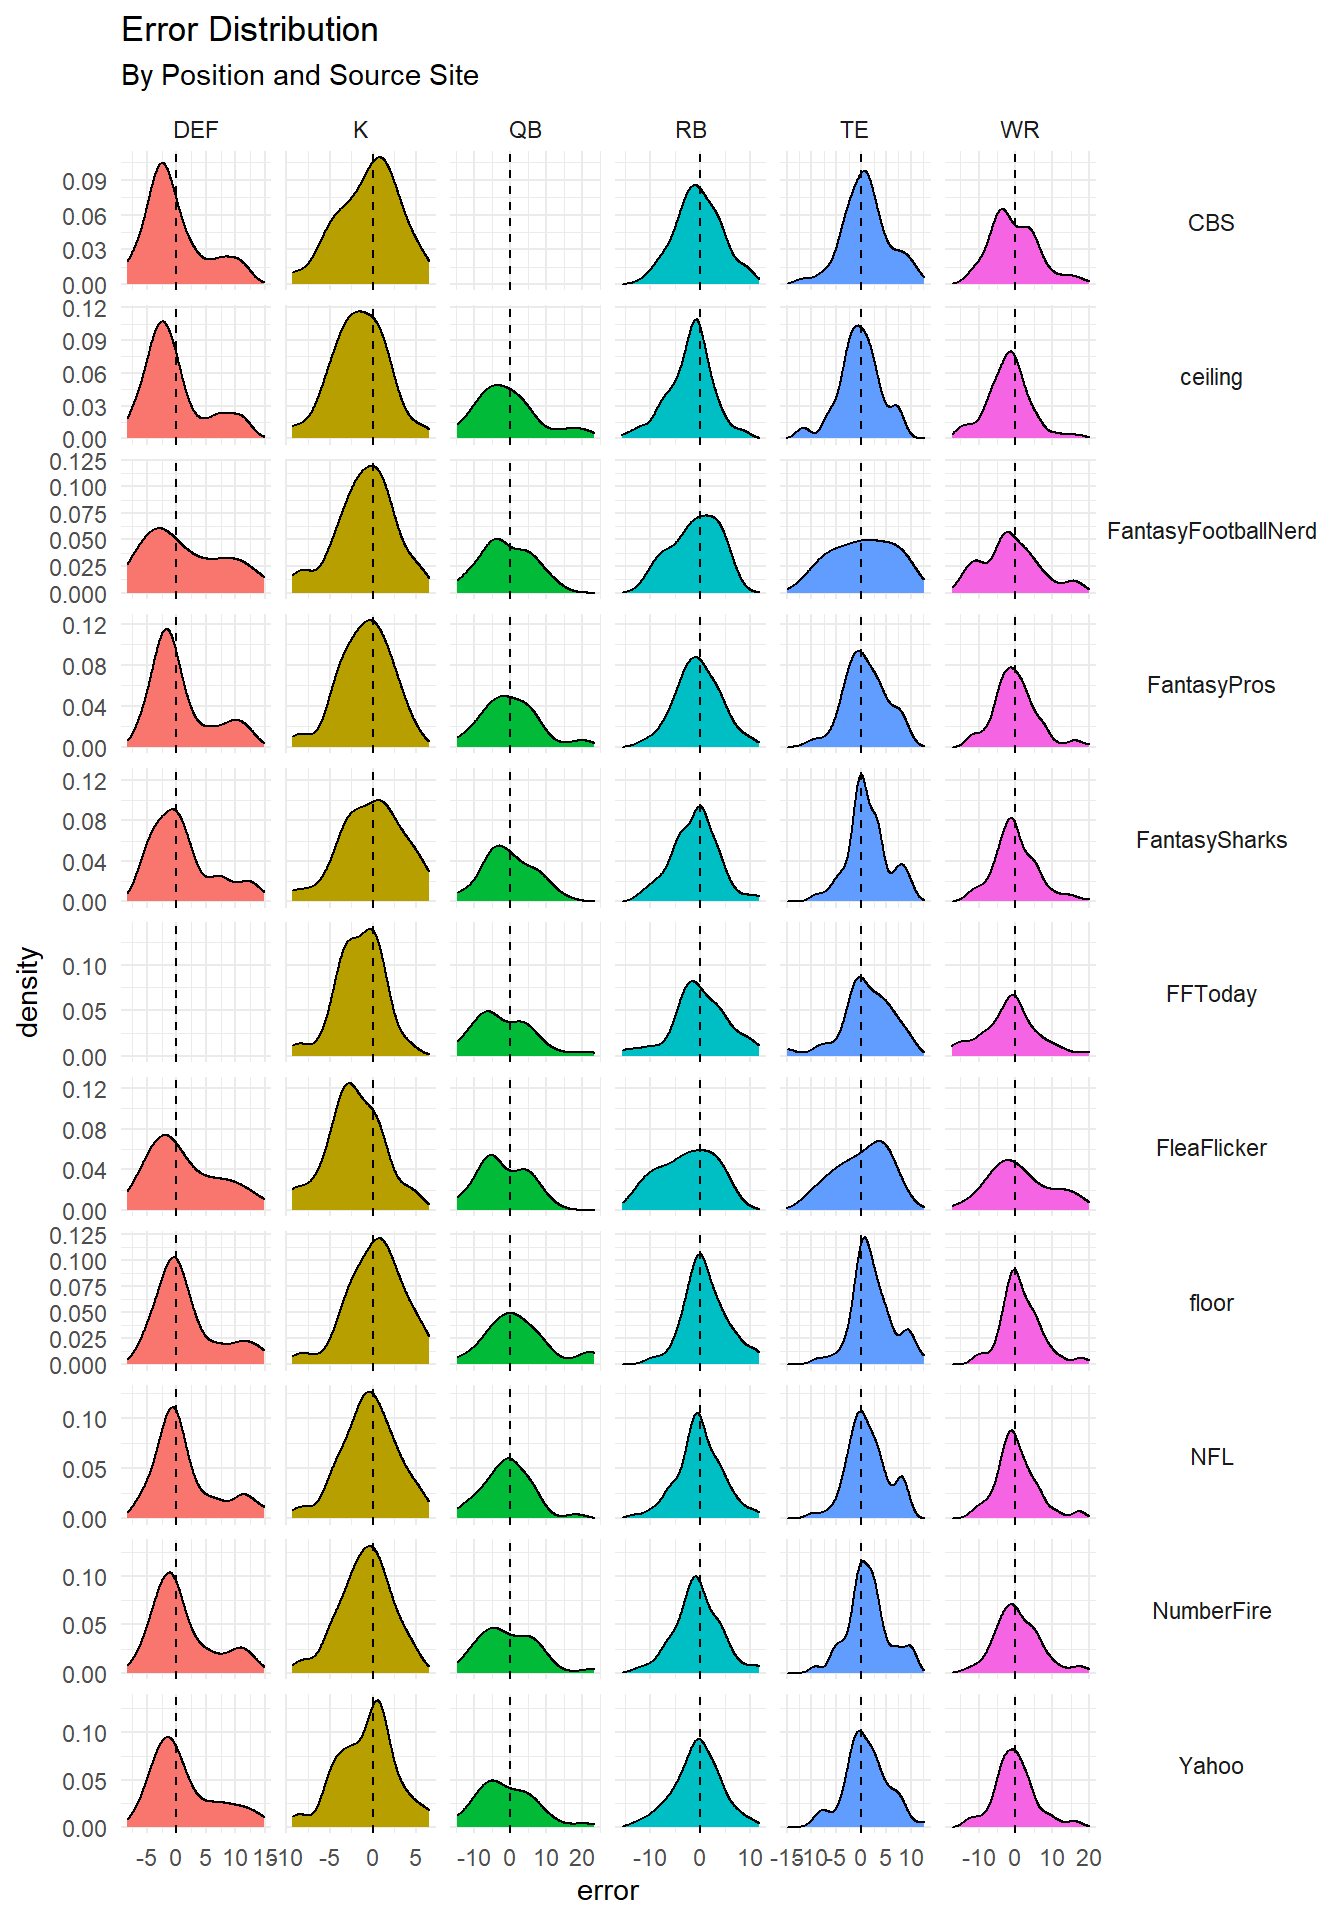 Error Distribution
By Position and Source Site
DEF K QB RB TE WR
0.09
0.06
0.03
0.00
CBS
0.12
0.09
0.06
0.03
0.00
ceiling
0.125
0.100
0.075
0.050
0.025
0.000
FantasyFootballNerd
0.12
0.08
0.04
0.00
FantasyPros
0.12
0.08
0.04
0.00
FantasySharks
0.10
0.05
0.00
FFToday
0.12
0.08
0.04
0.00
FleaFlicker
0.125
0.100
0.075
0.050
0.025
0.000
floor
0.10
0.05
0.00
NFL
0.10
0.05
0.00
NumberFire
0.10
0.05
0.00
Yahoo
density
-5 0 5 10 15 -10 -5 0 5 -10 0 10 20 -10 0 -15 -10 -5 0 5 10 -10 0 10 20
error